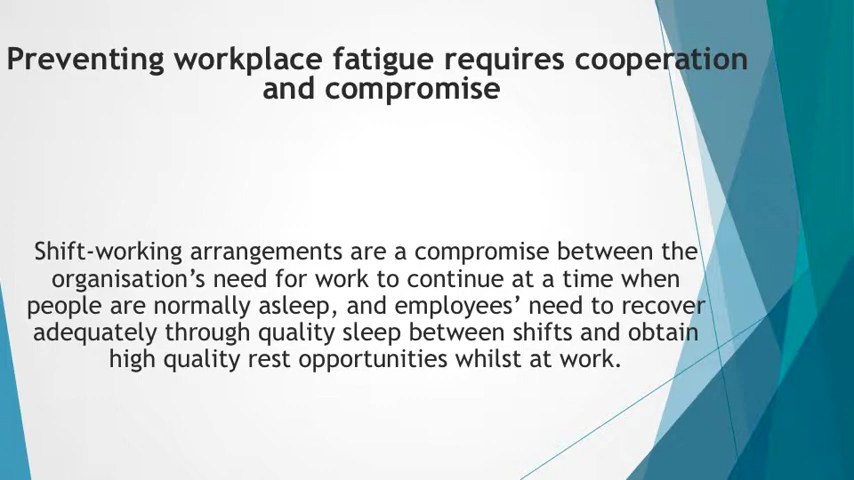 Preventing workplace fatigue requires cooperation
and compromise
Shift-working arrangements are a compromise between the
organisation’s need for work to continue at a time when
people are normally asleep, and employees’ need to recover
adequately through quality sleep between shifts and obtain
high quality rest opportunities whilst at work.